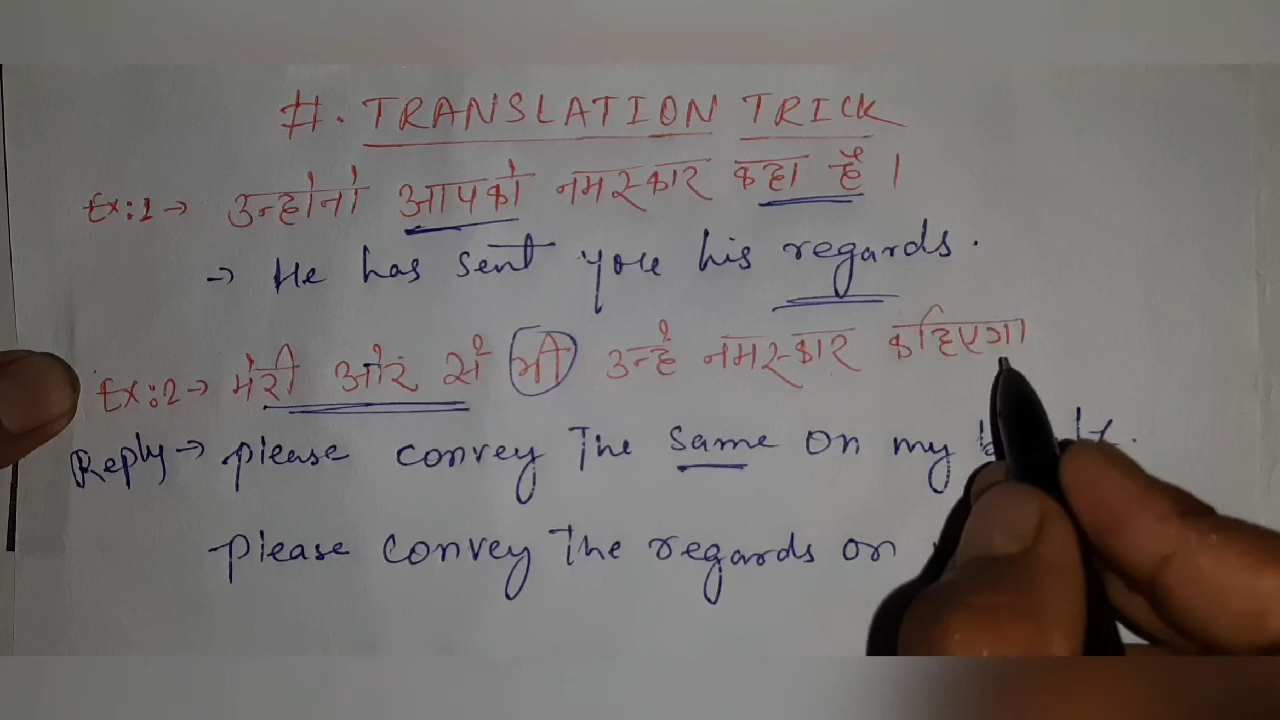 #. TRANSLATION TRICK
Ex:1→ उन्होनो आपको नमस्कार कहा है।
→ He has sent you his regards.
Ex:2→ मेरी ओर से भी उन्हें नमस्कार कहिएगा
Reply→ please convey The same on my
please convey The regards on